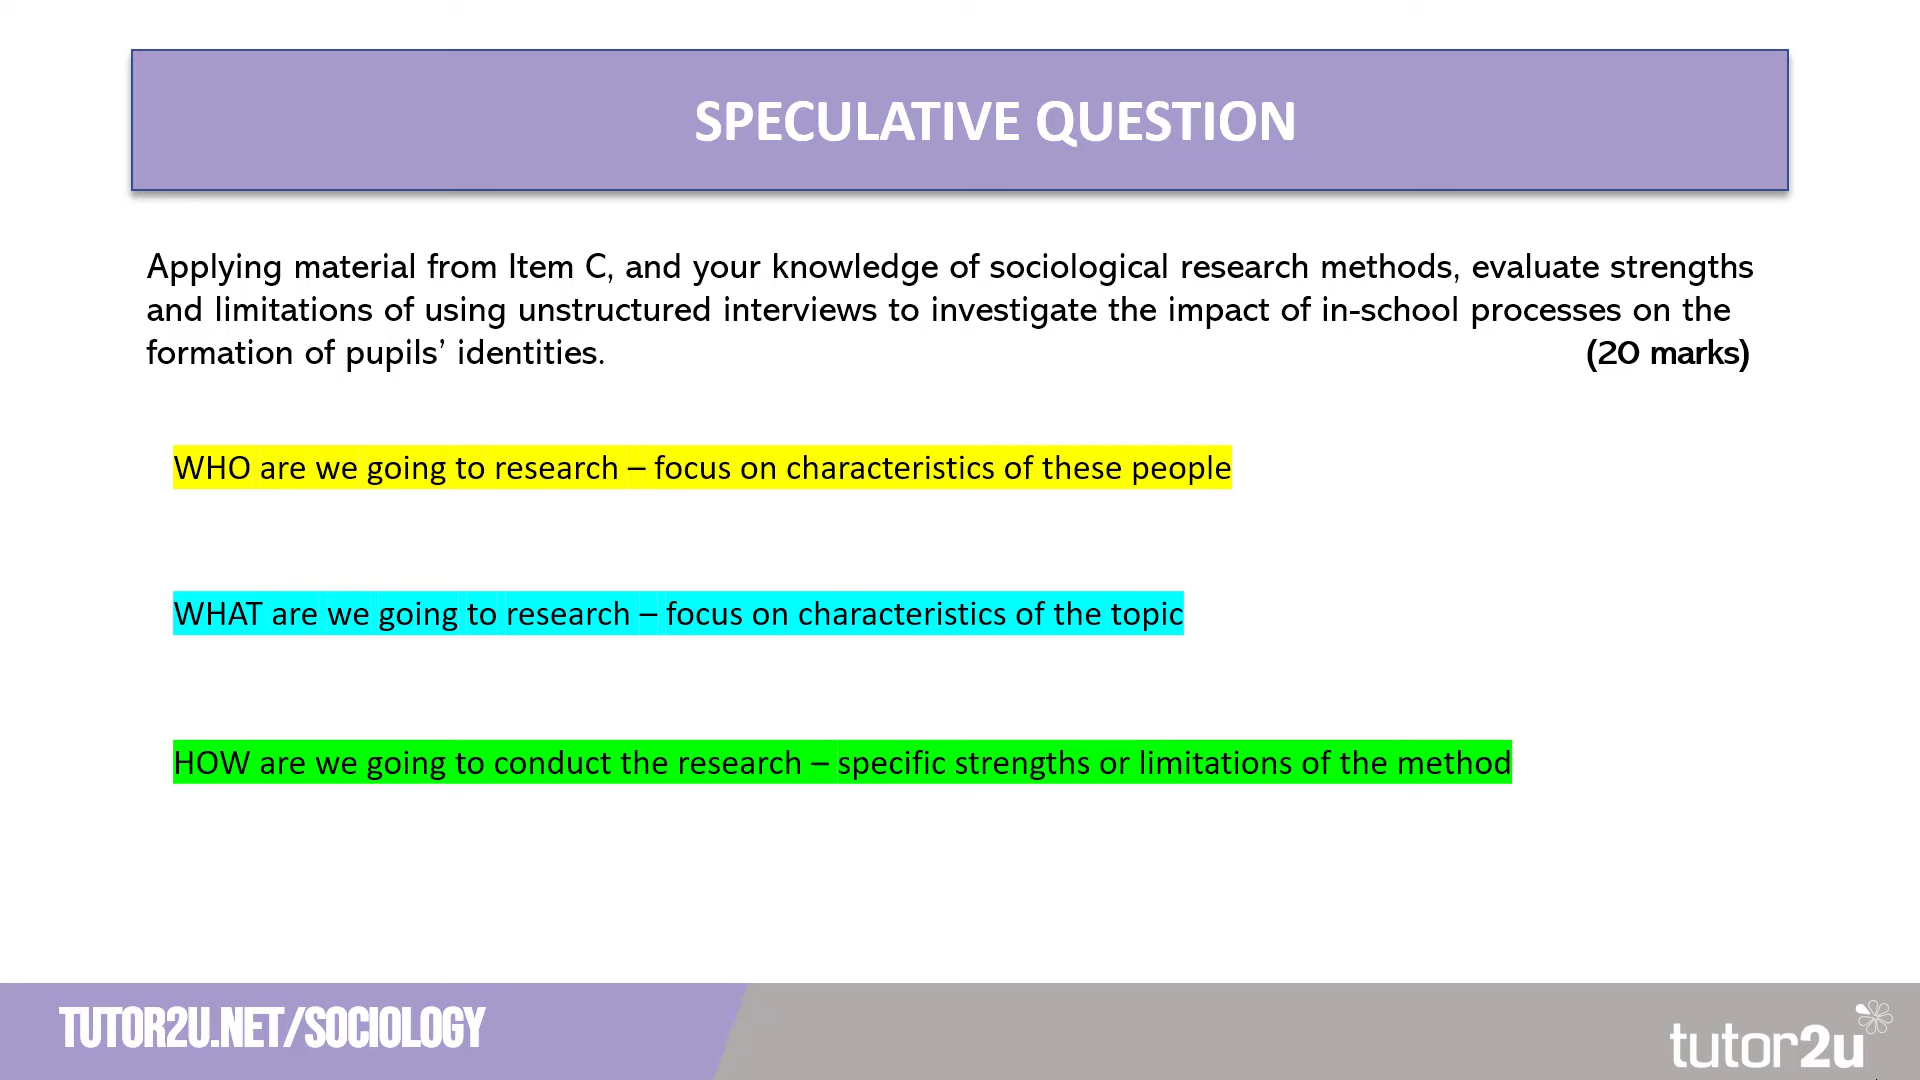 SPECULATIVE QUESTION
Applying material from Item C, and your knowledge of sociological research methods, evaluate strengths
and limitations of using unstructured interviews to investigate the impact of in-school processes on the
formation of pupils’ identities. (20 marks)
WHO are we going to research – focus on characteristics of these people
WHAT are we going to research – focus on characteristics of the topic
HOW are we going to conduct the research – specific strengths or limitations of the method
TUTOR2U.NET/SOCIOLOGY
tutor2u